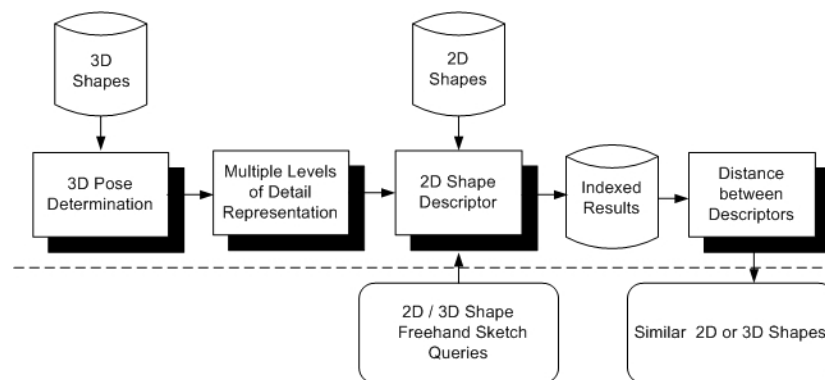 3D
Shapes
2D
Shapes
3D Pose
Determination
Multiple Levels
of Detail
Representation
2D Shape
Descriptor
Indexed
Results
Distance
between
Descriptors
2D / 3D Shape
Freehand Sketch
Queries
Similar 2D or 3D Shapes